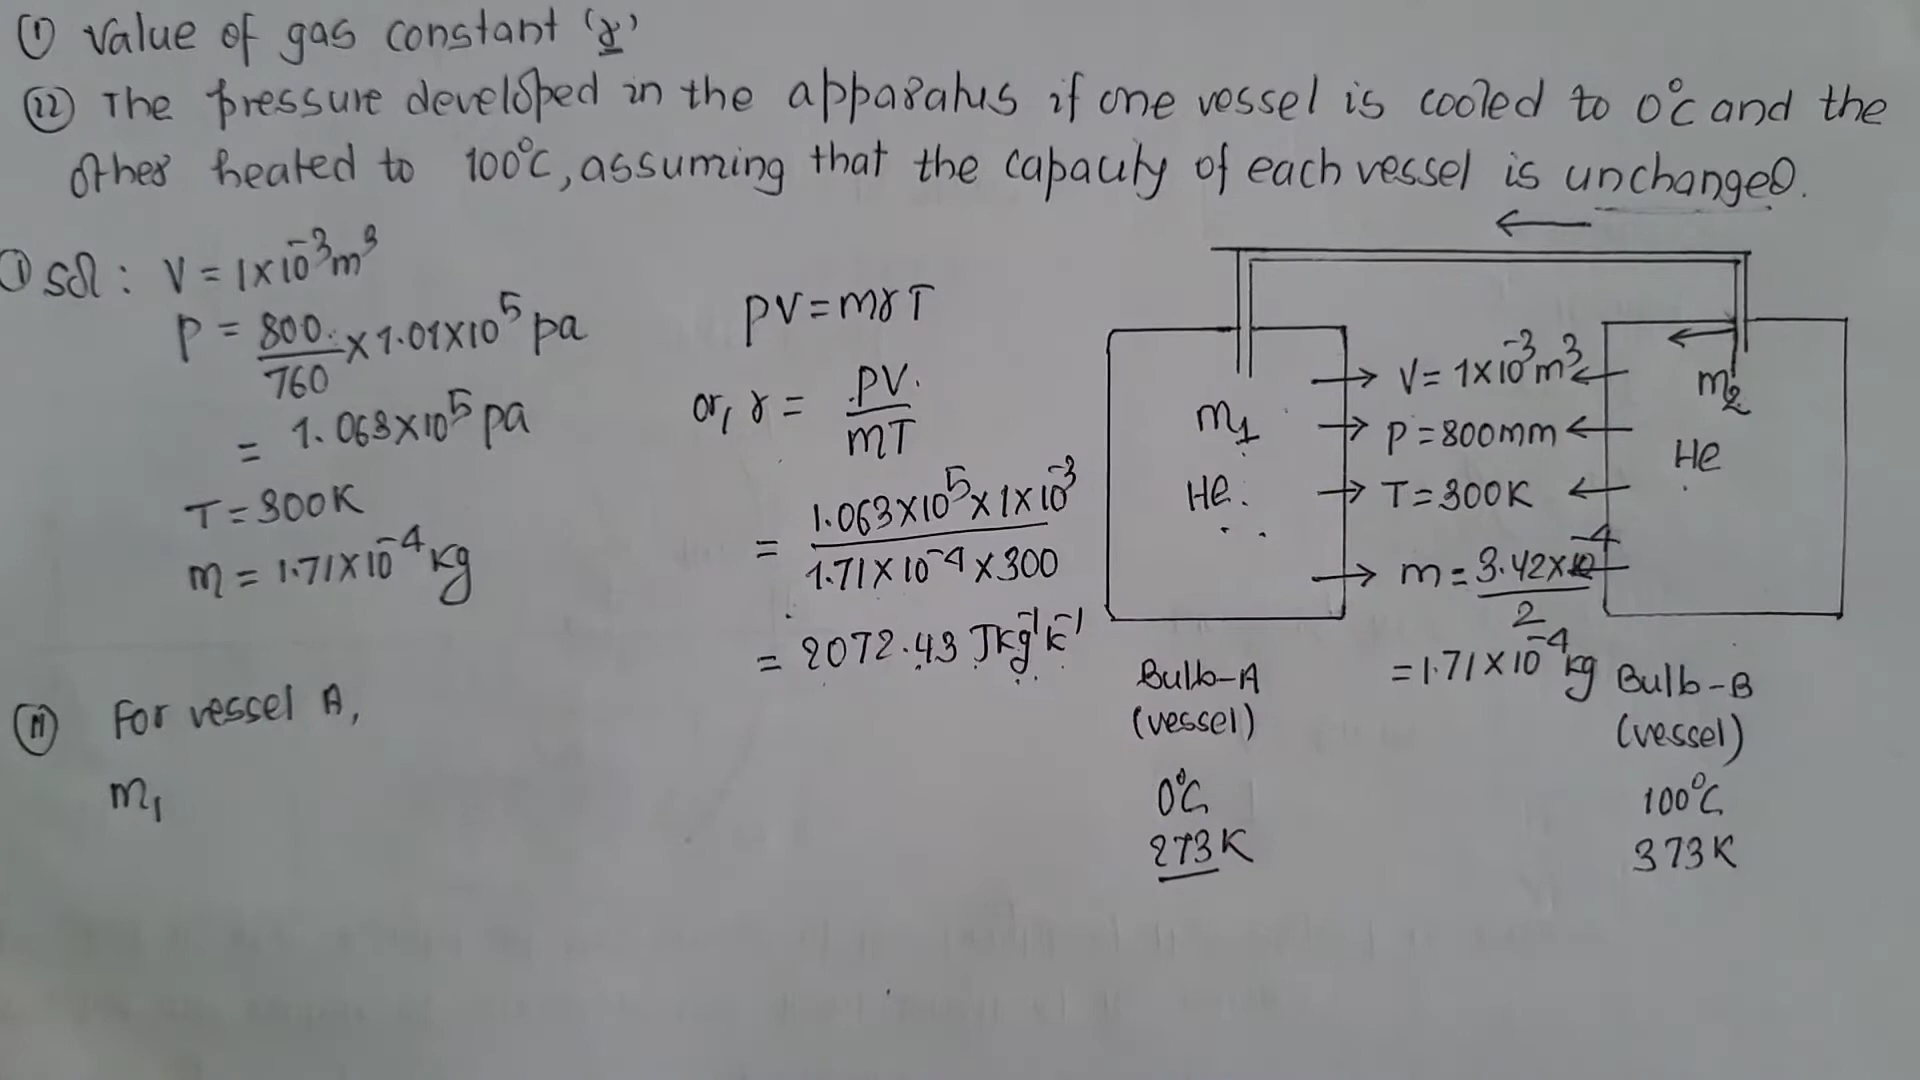 ① Value of gas constant 'r'
② The pressure developed in the apparatus if one vessel is cooled to 0°C and the
other heated to 100°C, assuming that the capacity of each vessel is unchanged.
① Sol: V = 1×10⁻³m³
P = 800/760 × 1.01×10⁵ pa
= 1.063×10⁵ pa
T = 300K
m = 1.71×10⁻⁴ kg
PV = mrT
or, r = PV/mT
= 1.063×10⁵×1×10⁻³/1.71×10⁻⁴×300
= 2072.43 Jkg⁻¹k⁻¹
m₁
He
V = 1×10⁻³m³
P = 800mm
T = 300K
m = 3.42×10⁻⁴/2
= 1.71×10⁻⁴ kg
m₂
He
Bulb-A
(vessel)
0°C
273K
Bulb-B
(vessel)
100°C
373K
⑪ For vessel A,
m₁